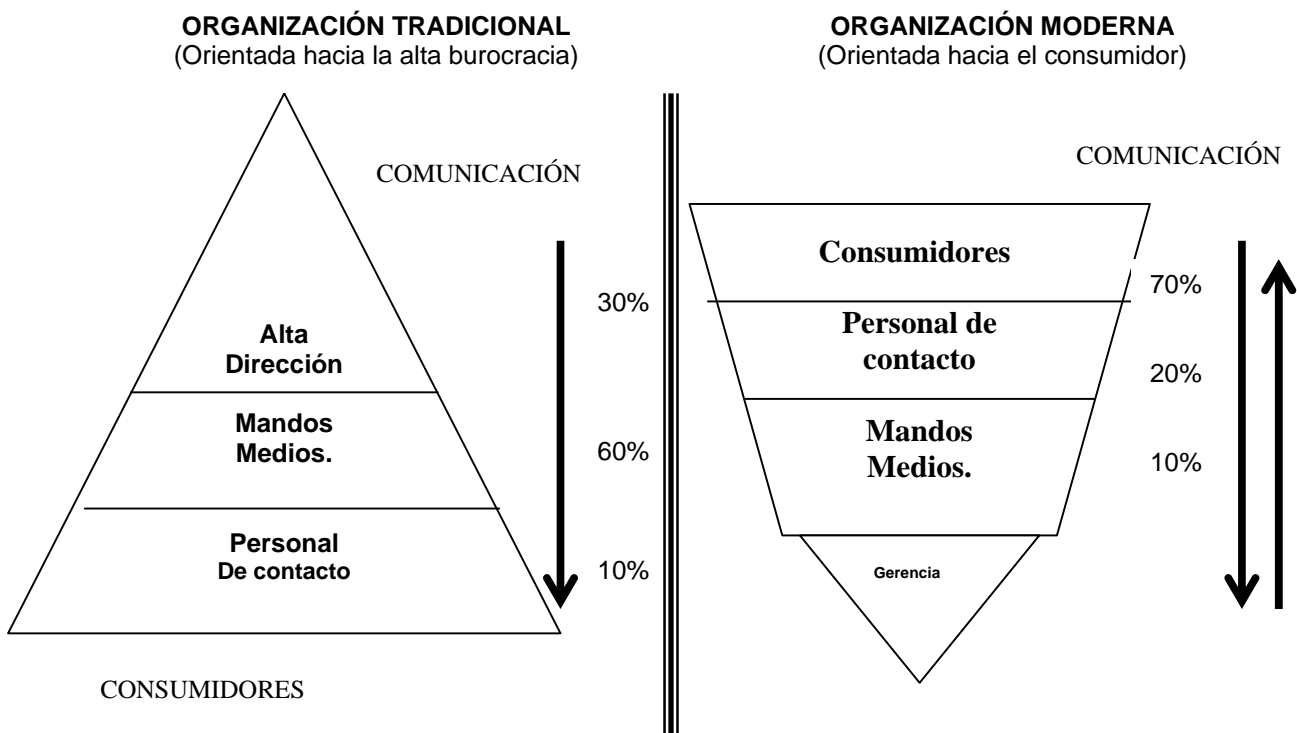 ORGANIZACIÓN TRADICIONAL
(Orientada hacia la alta burocracia)
COMUNICACIÓN
30%
Alta
Dirección
Mandos
Medios.
60%
Personal
De contacto
10%
CONSUMIDORES
ORGANIZACIÓN MODERNA
(Orientada hacia el consumidor)
COMUNICACIÓN
Consumidores
70%
Personal de
contacto
20%
Mandos
Medios.
10%
Gerencia